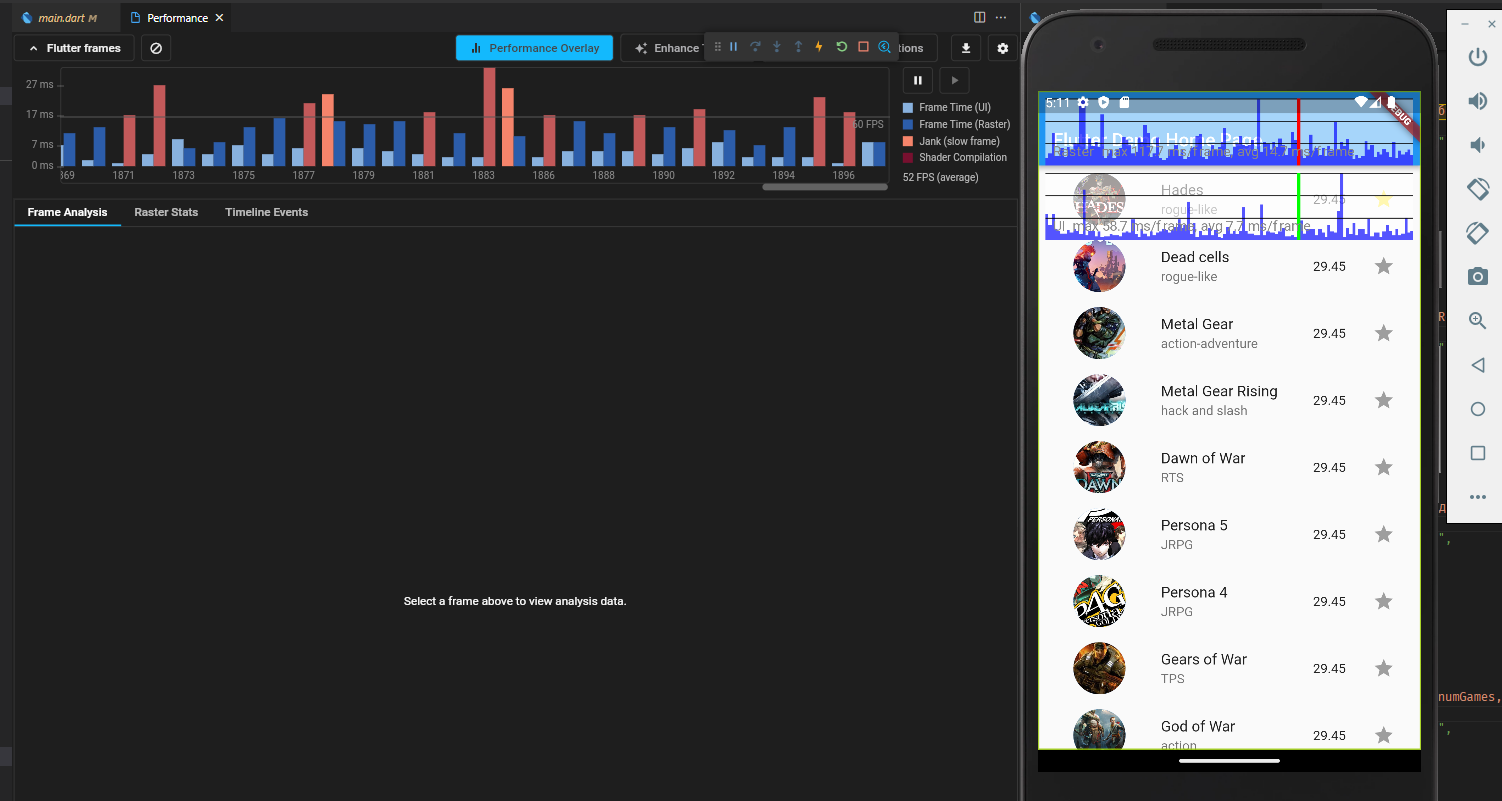 main.dart M
Performance
Flutter frames
Performance Overlay
Enhance
tions
27 ms
17 ms
7 ms
0 ms
60 FPS
1871
1873
1875
1877
1879
1881
1883
1886
1888
1890
1892
1894
1896
Frame Time (UI)
Frame Time (Raster)
Jank (slow frame)
Shader Compilation
52 FPS (average)
Frame Analysis
Raster Stats
Timeline Events
Select a frame above to view analysis data.
5:11
DEBUG
Flutter Demo Home Page
Raster max 117.7 ms/frame, avg 14.7 ms/frame
HADES
Hades
rogue-like
29.45
UI max 58.7 ms/frame, avg 7.7 ms/frame
Dead cells
rogue-like
29.45
Metal Gear
action-adventure
29.45
Metal Gear Rising
hack and slash
29.45
DAWN
Dawn of War
RTS
29.45
PERSONA
Persona 5
JRPG
29.45
P4G
Persona 4
JRPG
29.45
Gears of War
TPS
29.45
God of War
action
29.45
numGames,
",